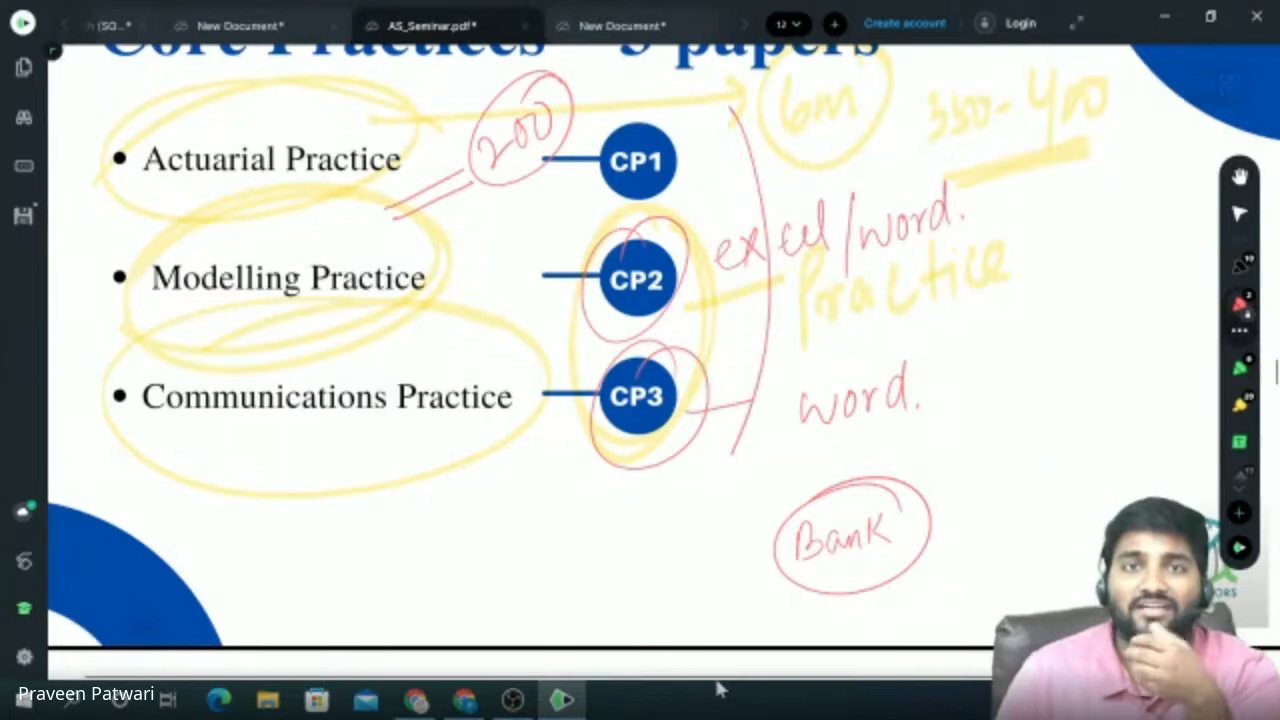 New Document*
AS_Seminar.pdf*
New Document*
12
Create account
Login
Core Practices - 3 papers
6m
350-400
200
• Actuarial Practice
CP1
excel/word.
• Modelling Practice
CP2
Practice
• Communications Practice
CP3
word.
Bank
Praveen Patwari